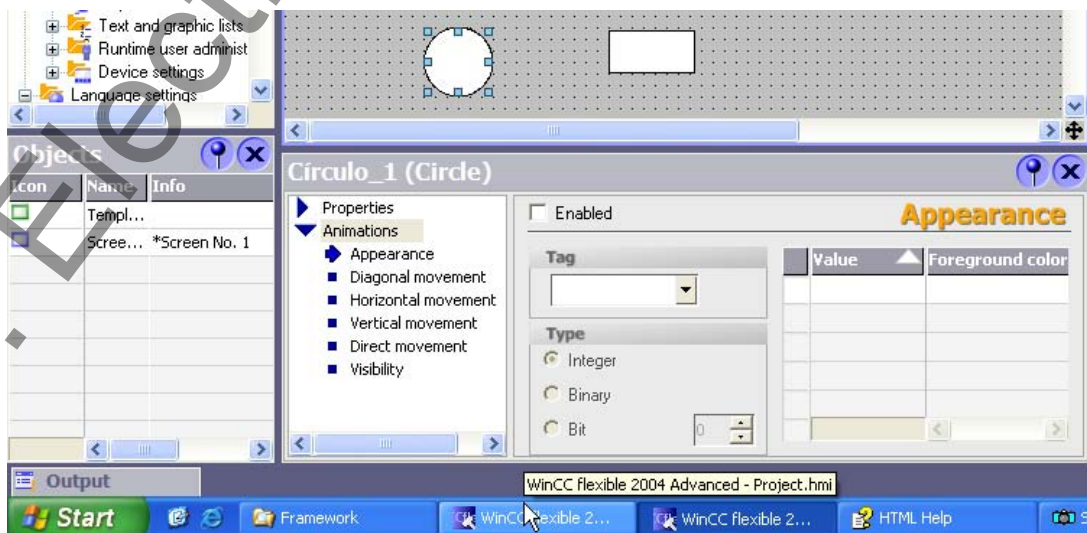 Text and graphic lists
Runtime user administ
Device settings
Language settings
Objects
Icon Name Info
Templ...
Scree... *Screen No. 1
Círculo_1 (Circle)
Properties
Animations
Appearance
Diagonal movement
Horizontal movement
Vertical movement
Direct movement
Visibility
Enabled
Appearance
Tag
Type
Integer
Binary
Bit
0
Value Foreground color
Output
WinCC flexible 2004 Advanced - Project.hmi
Start
Framework
WinCC flexible 2...
WinCC flexible 2...
HTML Help
S
. Elect